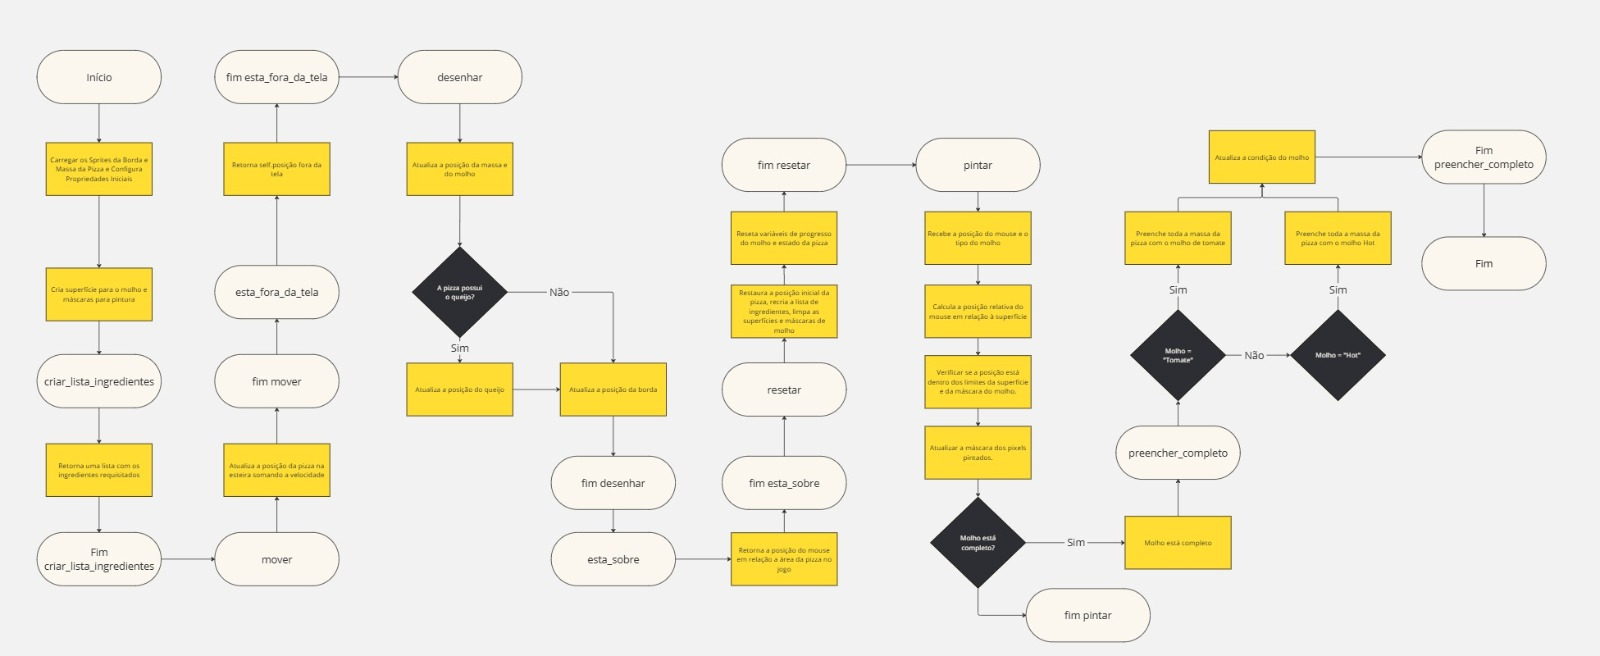 Início
Carregar os Sprites da Borda e
Massa da Pizza e Configura
Propriedades Iniciais
Cria superfície para o molho e
máscaras para pintura
criar_lista_ingredientes
Retorna uma lista com os
ingredientes requisitados
Fim
criar_lista_ingredientes
mover
Atualiza a posição da pizza na
esteira somando a velocidade
fim mover
esta_fora_da_tela
Retorna self.posição fora da
tela
fim esta_fora_da_tela
desenhar
Atualiza a posição da massa e
do molho
A pizza possui
o queijo?
Não
Sim
Atualiza a posição do queijo
Atualiza a posição da borda
fim desenhar
esta_sobre
Retorna a posição do mouse
em relação a área da pizza no
jogo
fim esta_sobre
resetar
Restaura a posição inicial da
pizza, recria a lista de
ingredientes, limpa as
superfícies e máscaras de
molho
Reseta variáveis de progresso
do molho e estado da pizza
fim resetar
pintar
Recebe a posição do mouse e o
tipo do molho
Calcula a posição relativa do
mouse em relação à superfície
Verificar se a posição está
dentro dos limites da superfície
e da máscara do molho.
Atualizar a máscara dos pixels
pintados.
Molho está
completo?
Sim
fim pintar
Molho está completo
preencher_completo
Molho =
"Tomate"
Não
Molho = "Hot"
Sim
Sim
Preenche toda a massa da
pizza com o molho de tomate
Preenche toda a massa da
pizza com o molho Hot
Atualiza a condição do molho
Fim
preencher_completo
Fim